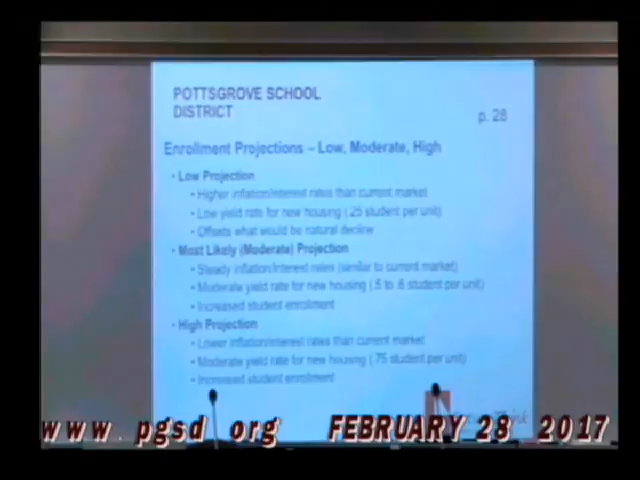 POTTSGROVE SCHOOL
DISTRICT
p. 28
Enrollment Projections – Low, Moderate, High
• Low Projection
• Higher inflation/interest rates than current market
• Low yield rate for new housing (.25 student per unit)
• Offsets what would be natural decline
• Most Likely (Moderate) Projection
• Steady inflation/interest rates (similar to current market)
• Moderate yield rate for new housing (.5 to .6 student per unit)
• Increased student enrollment
• High Projection
• Lower inflation/interest rates than current market
• Moderate yield rate for new housing (.75 student per unit)
• Increased student enrollment
www. pgsd org FEBRUARY 28 2017